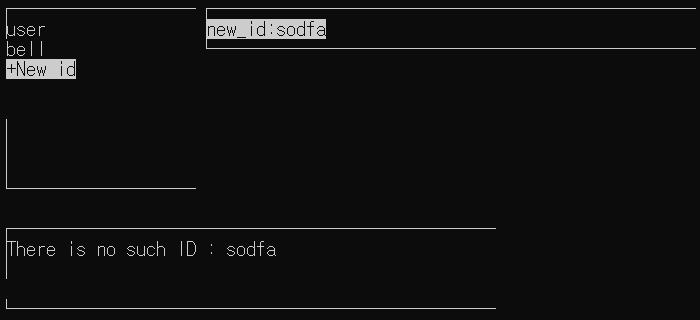 user
bell
+New id
new_id:sodfa
There is no such ID : sodfa